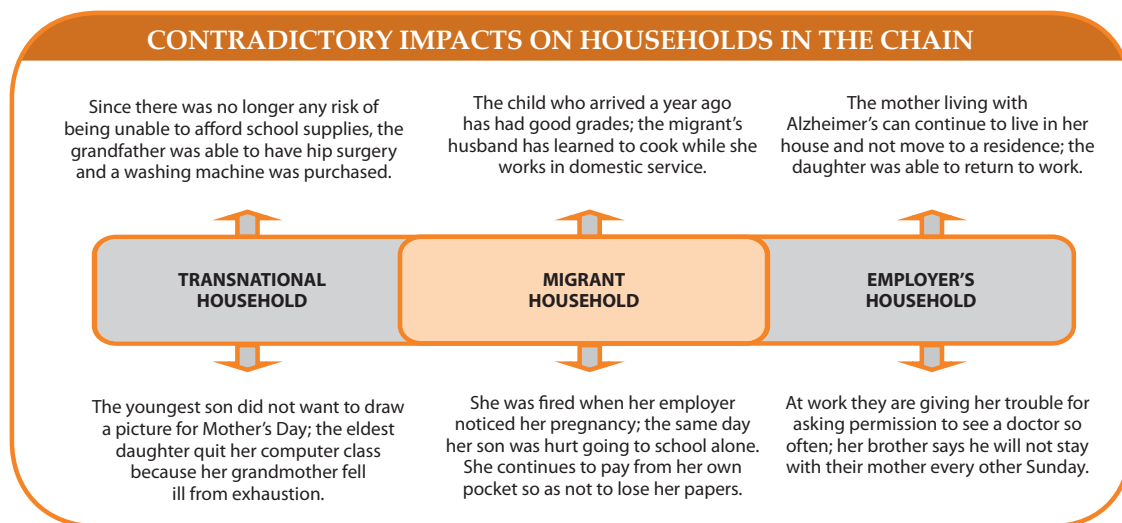 CONTRADICTORY IMPACTS ON HOUSEHOLDS IN THE CHAIN
Since there was no longer any risk of
being unable to afford school supplies, the
grandfather was able to have hip surgery
and a washing machine was purchased.
The child who arrived a year ago
has had good grades; the migrant’s
husband has learned to cook while she
works in domestic service.
The mother living with
Alzheimer’s can continue to live in her
house and not move to a residence; the
daughter was able to return to work.
TRANSNATIONAL
HOUSEHOLD
MIGRANT
HOUSEHOLD
EMPLOYER’S
HOUSEHOLD
The youngest son did not want to draw
a picture for Mother’s Day; the eldest
daughter quit her computer class
because her grandmother fell
ill from exhaustion.
She was fired when her employer
noticed her pregnancy; the same day
her son was hurt going to school alone.
She continues to pay from her own
pocket so as not to lose her papers.
At work they are giving her trouble for
asking permission to see a doctor so
often; her brother says he will not stay
with their mother every other Sunday.